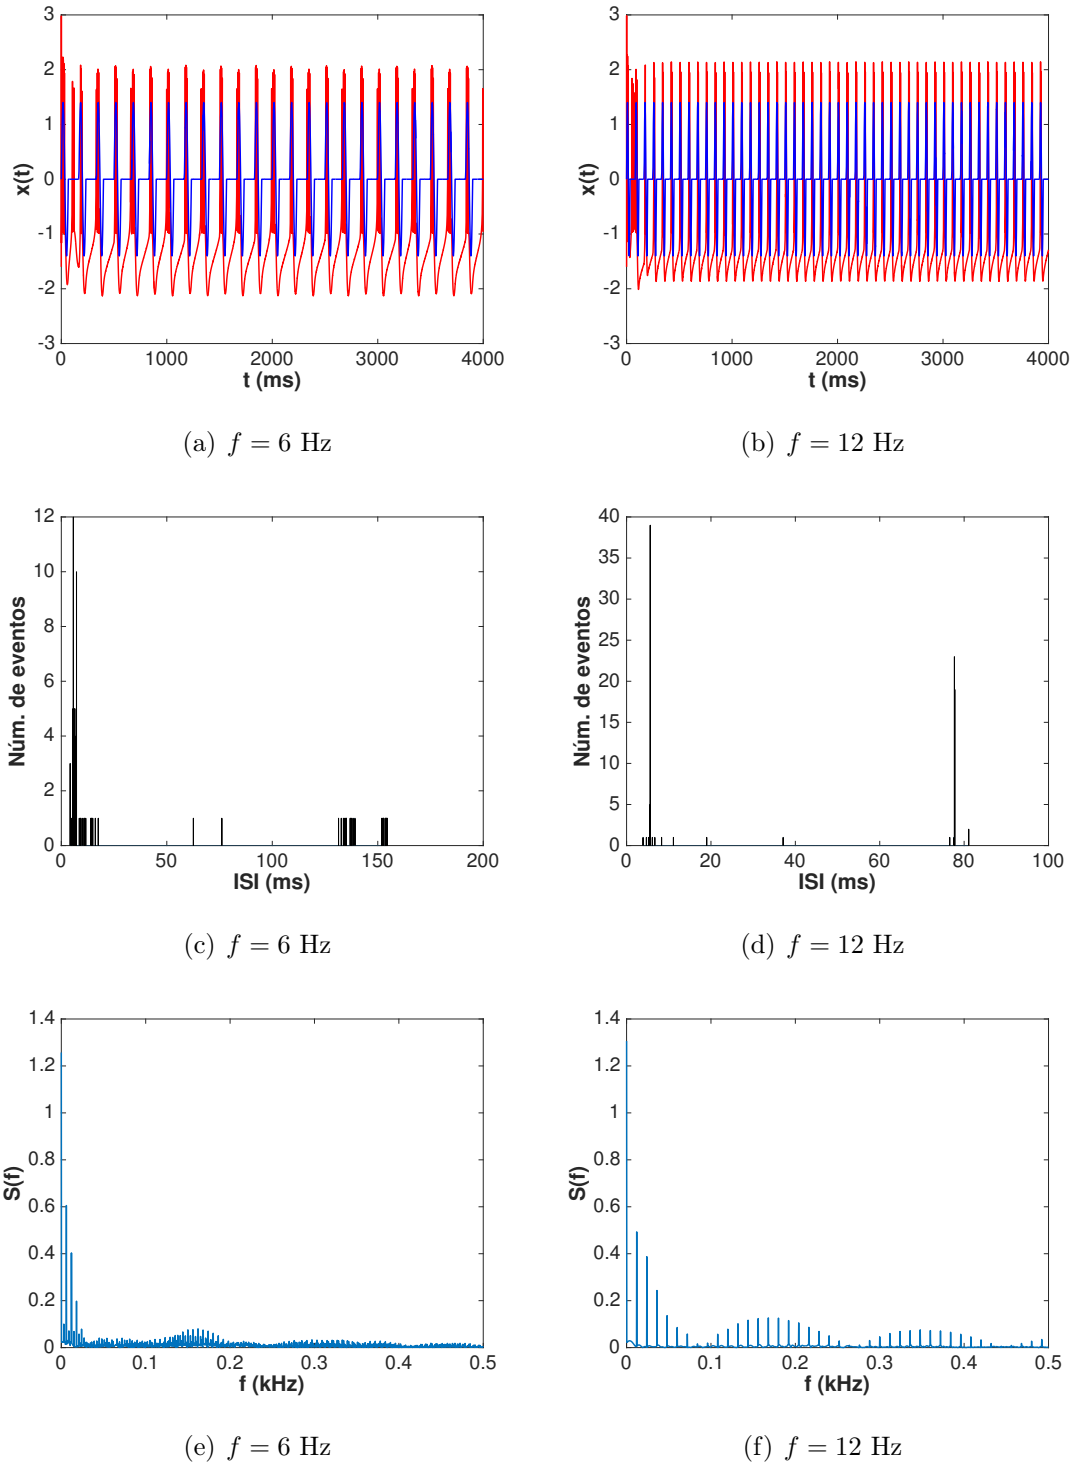 3
2
1
0
-1
-2
-3
x(t)
0 1000 2000 3000 4000
t (ms)
(a) f = 6 Hz
3
2
1
0
-1
-2
-3
x(t)
0 1000 2000 3000 4000
t (ms)
(b) f = 12 Hz
12
10
8
6
4
2
0
Núm. de eventos
0 50 100 150 200
ISI (ms)
(c) f = 6 Hz
40
35
30
25
20
15
10
5
0
Núm. de eventos
0 20 40 60 80 100
ISI (ms)
(d) f = 12 Hz
1.4
1.2
1
0.8
0.6
0.4
0.2
0
S(f)
0 0.1 0.2 0.3 0.4 0.5
f (kHz)
(e) f = 6 Hz
1.4
1.2
1
0.8
0.6
0.4
0.2
0
S(f)
0 0.1 0.2 0.3 0.4 0.5
f (kHz)
(f) f = 12 Hz